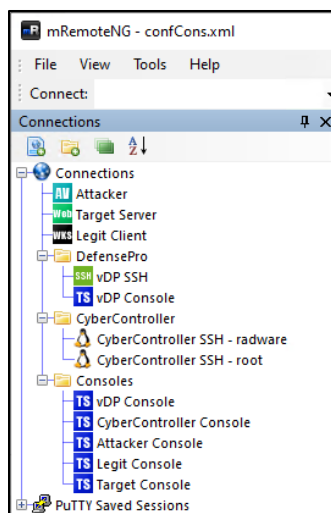 mR mRemoteNG - confCons.xml
File View Tools Help
Connect:
Connections
A
Z
Connections
AV Attacker
Web Target Server
WKS Legit Client
DefensePro
SSH vDP SSH
TS vDP Console
CyberController
CyberController SSH - radware
CyberController SSH - root
Consoles
TS vDP Console
TS CyberController Console
TS Attacker Console
TS Legit Console
TS Target Console
PuTTY Saved Sessions